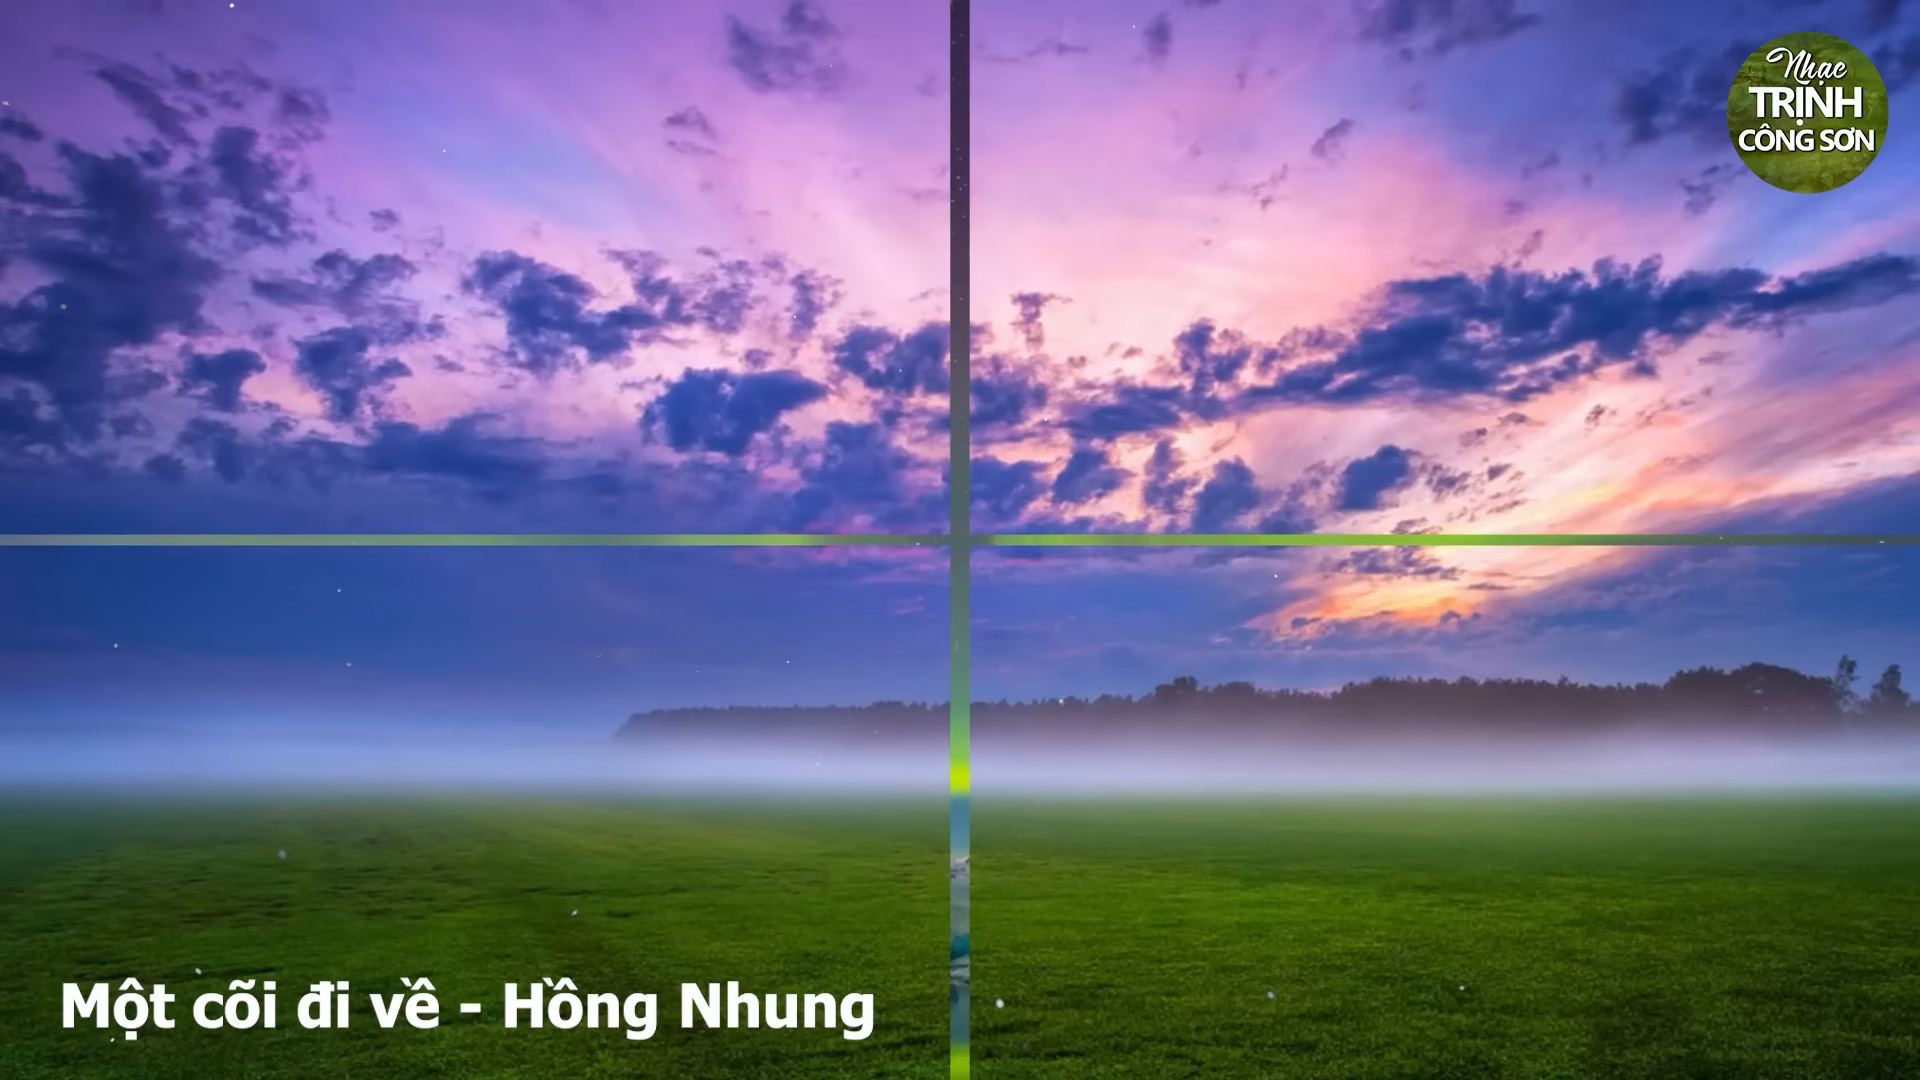 Nhạc
TRỊNH
CÔNG SƠN
Một cõi đi về - Hồng Nhung